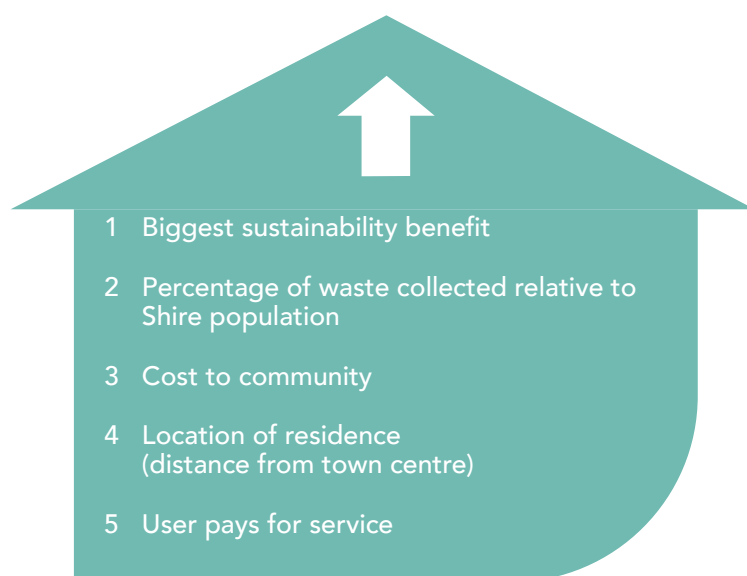 1 Biggest sustainability benefit
2 Percentage of waste collected relative to
Shire population
3 Cost to community
4 Location of residence
(distance from town centre)
5 User pays for service